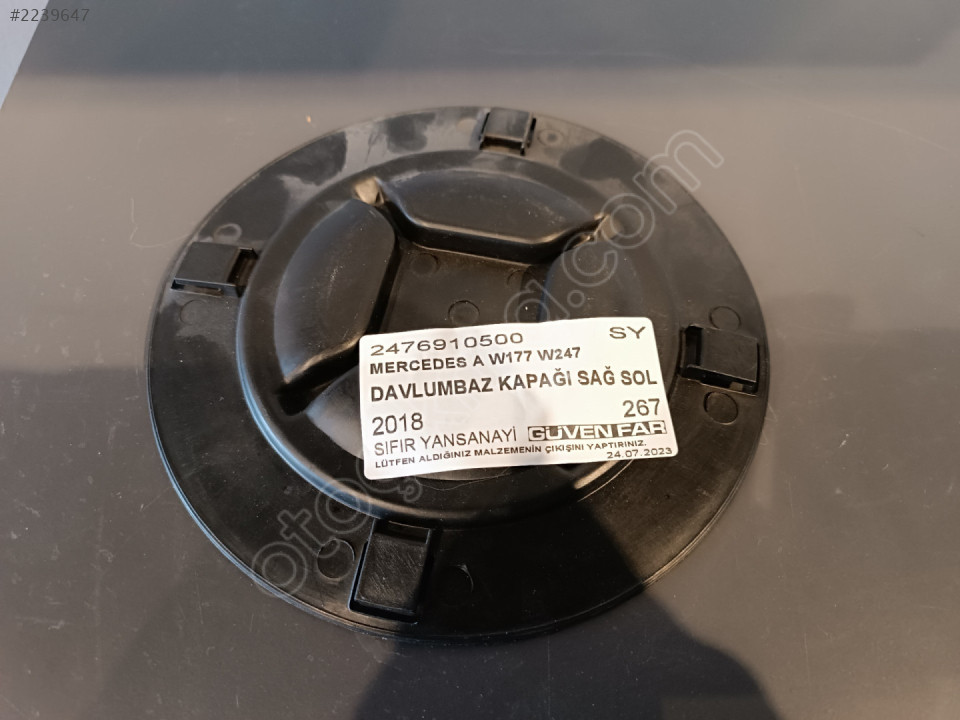 #2239647
2476910500 SY
MERCEDES A W177 W247
DAVLUMBAZ KAPAĞI SAĞ SOL
2018 267
SIFIR YANSANAYİ GÜVEN FAR
LÜTFEN ALDIĞINIZ MALZEMENİN ÇIKIŞINI YAPTIRINIZ. 24.07.2023